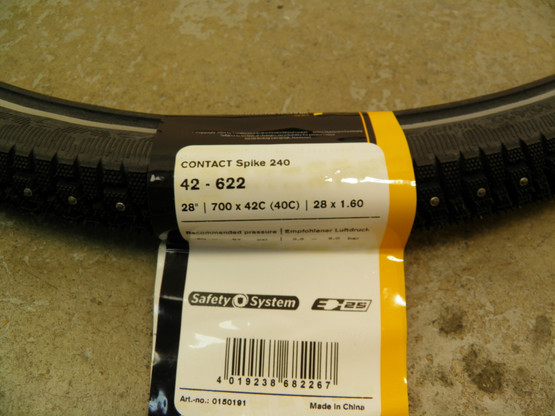 CONTACT Spike 240
42 - 622
28" | 700 x 42C (40C) | 28 x 1.60
Recommended pressure | Empfohlener Luftdruck
Safety System
E 25
4 019238 682267
Art.-no.: 0150191
Made in China